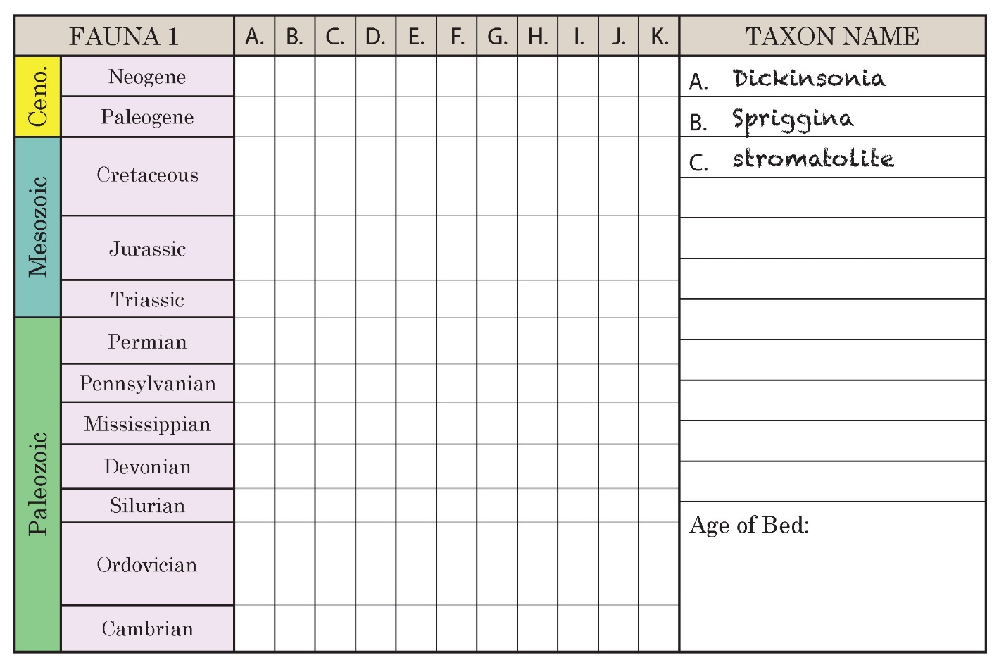 FAUNA 1 A. B. C. D. E. F. G. H. I. J. K. TAXON NAME
Ceno.
Neogene
A. Dickinsonia
Paleogene
B. Spriggina
Mesozoic
Cretaceous
C. stromatolite
Jurassic
Triassic
Paleozoic
Permian
Pennsylvanian
Mississippian
Devonian
Silurian
Age of Bed:
Ordovician
Cambrian